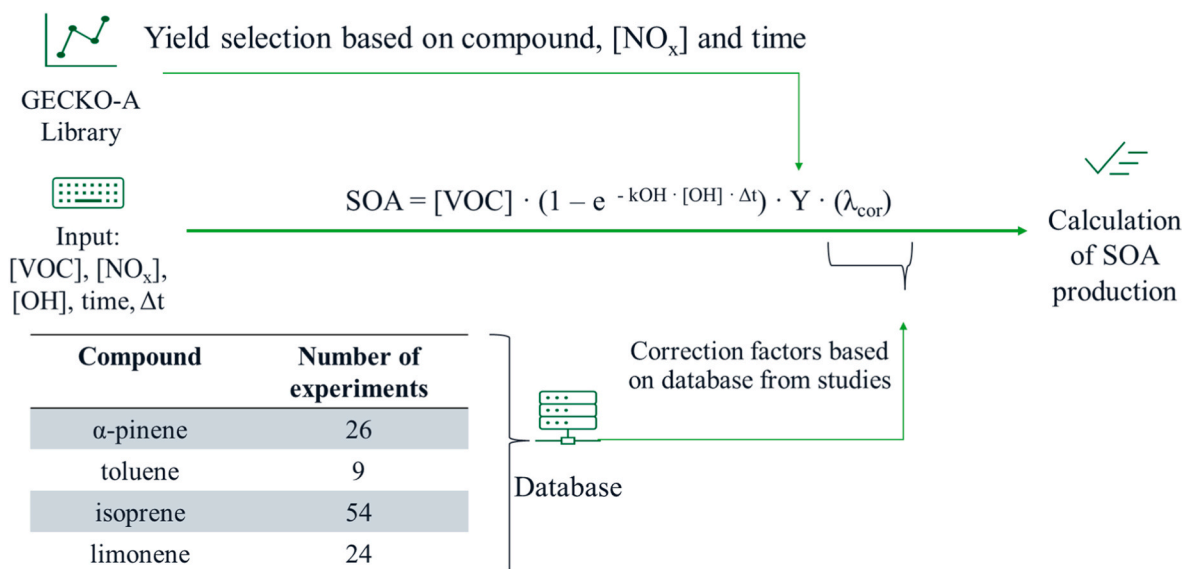 Yield selection based on compound, [NOₓ] and time
GECKO-A
Library
SOA = [VOC] · (1 – e - kOH · [OH] · Δt) · Y · (λcor)
Input:
[VOC], [NOₓ],
[OH], time, Δt
Calculation
of SOA
production
Correction factors based
on database from studies
Compound Number of
experiments
α-pinene 26
toluene 9
isoprene 54
limonene 24
Database